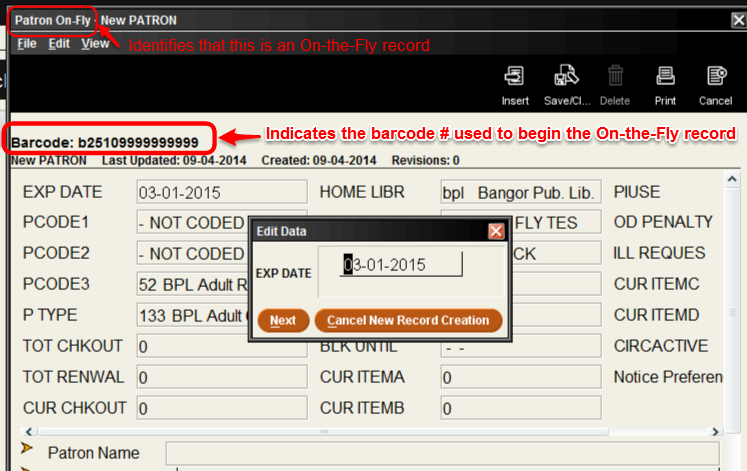 Patron On-Fly - New PATRON
File Edit View
Identifies that this is an On-the-Fly record
Insert Save/Cl... Delete Print Cancel
Barcode: b25109999999999
Indicates the barcode # used to begin the On-the-Fly record
New PATRON Last Updated: 09-04-2014 Created: 09-04-2014 Revisions: 0
EXP DATE 03-01-2015 HOME LIBR bpl Bangor Pub. Lib. PIUSE
PCODE1 - NOT CODED FLY TES OD PENALTY
PCODE2 - NOT CODED CK ILL REQUES
PCODE3 52 BPL Adult R CUR ITEMC
P TYPE 133 BPL Adult CUR ITEMD
TOT CHKOUT 0 BLK UNTIL - - CIRCACTIVE
TOT RENWAL 0 CUR ITEMA 0 Notice Preferen
CUR CHKOUT 0 CUR ITEMB 0
Edit Data
EXP DATE 03-01-2015
Next Cancel New Record Creation
Patron Name